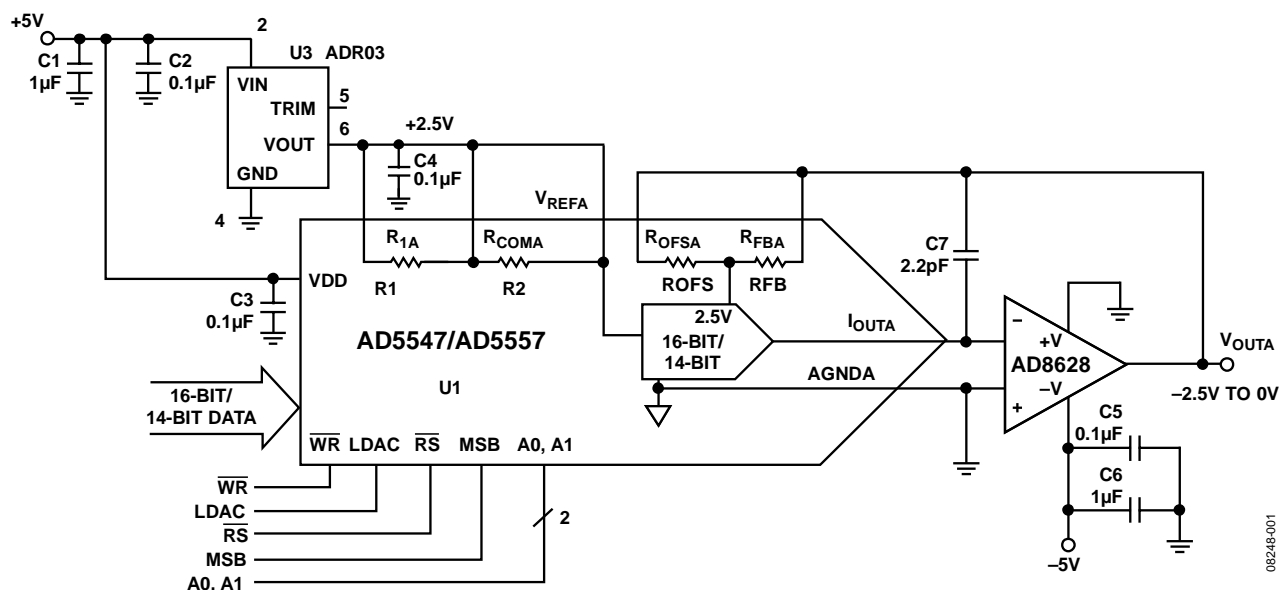 +5V
2
U3 ADR03
C1
1µF
C2
0.1µF
VIN
TRIM
5
VOUT
6
+2.5V
GND
4
C4
0.1µF
VREFA
R1A
RCOMA
ROFSA
RFBA
R1
R2
ROFS
RFB
C7
2.2pF
VDD
C3
0.1µF
2.5V
16-BIT/
14-BIT
IOUTA
AD5547/AD5557
U1
AGNDA
–
+V
AD8628
–V
+
VOUTA
–2.5V TO 0V
16-BIT/
14-BIT DATA
WR LDAC RS MSB A0, A1
C5
0.1µF
C6
1µF
–5V
WR
LDAC
RS
MSB
A0, A1
2
08248-001